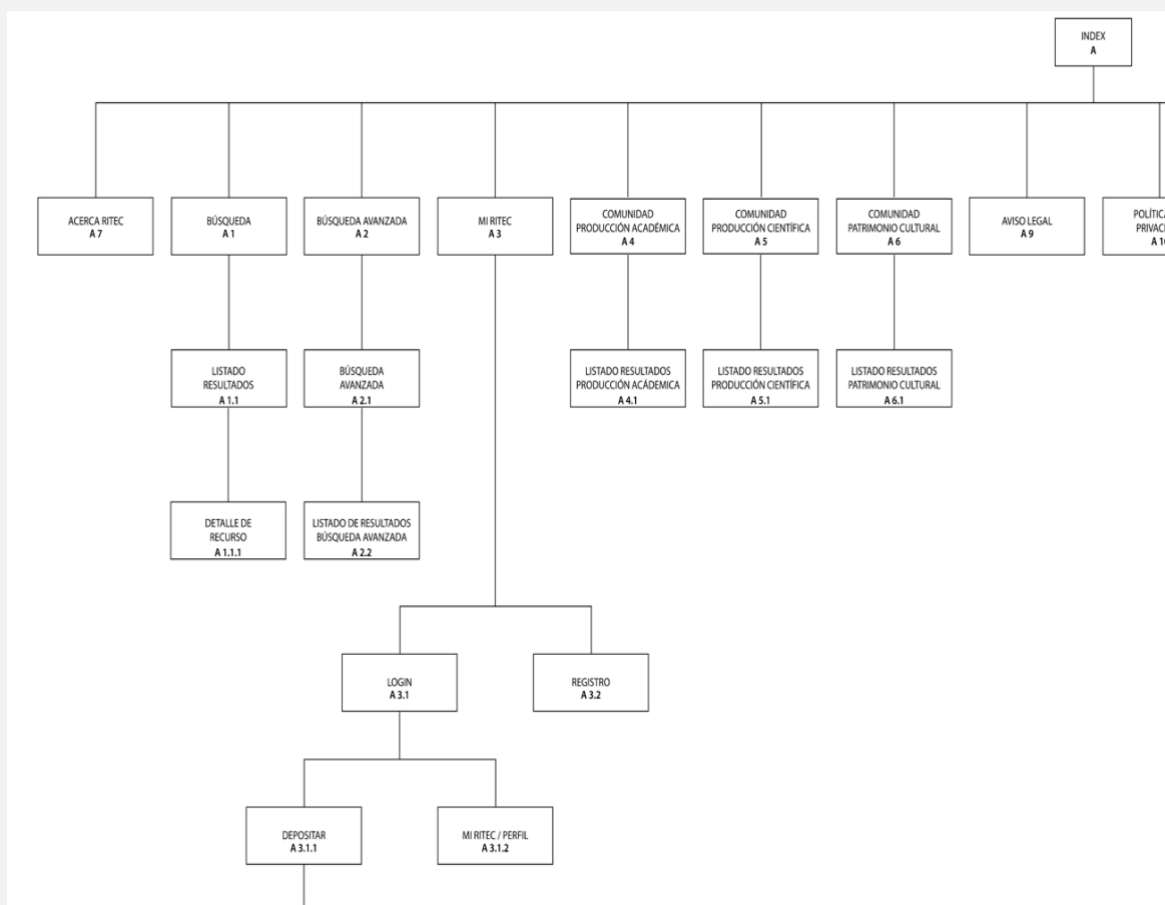 INDEX
A
ACERCA RITEC
A 7
BÚSQUEDA
A 1
BÚSQUEDA AVANZADA
A 2
MI RITEC
A 3
COMUNIDAD
PRODUCCIÓN ACADÉMICA
A 4
COMUNIDAD
PRODUCCIÓN CIENTÍFICA
A 5
COMUNIDAD
PATRIMONIO CULTURAL
A 6
AVISO LEGAL
A 9
POLÍTICA
PRIVAC
A 1
LISTADO
RESULTADOS
A 1.1
BÚSQUEDA
AVANZADA
A 2.1
LISTADO RESULTADOS
PRODUCCIÓN ACÁDEMICA
A 4.1
LISTADO RESULTADOS
PRODUCCIÓN CIENTÍFICA
A 5.1
LISTADO RESULTADOS
PATRIMONIO CULTURAL
A 6.1
DETALLE DE
RECURSO
A 1.1.1
LISTADO DE RESULTADOS
BÚSQUEDA AVANZADA
A 2.2
LOGIN
A 3.1
REGISTRO
A 3.2
DEPOSITAR
A 3.1.1
MI RITEC / PERFIL
A 3.1.2